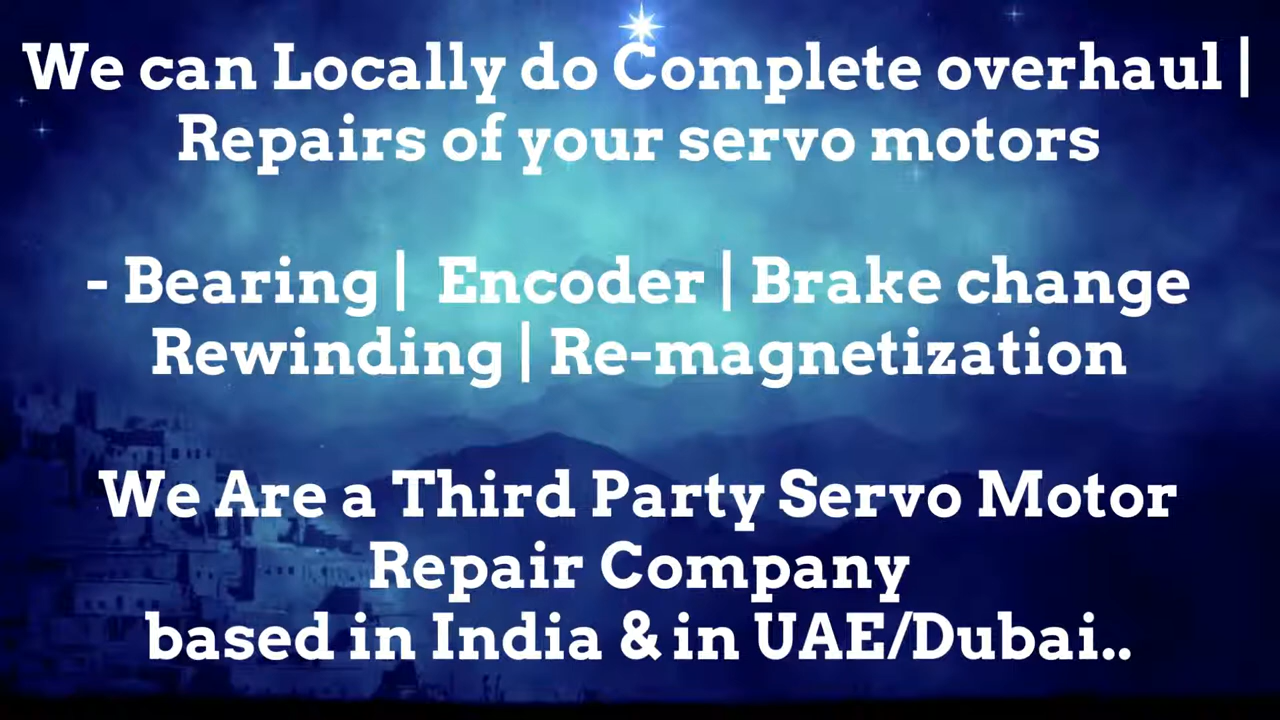 We can Locally do Complete overhaul |
Repairs of your servo motors
- Bearing | Encoder | Brake change
Rewinding | Re-magnetization
We Are a Third Party Servo Motor
Repair Company
based in India & in UAE/Dubai..